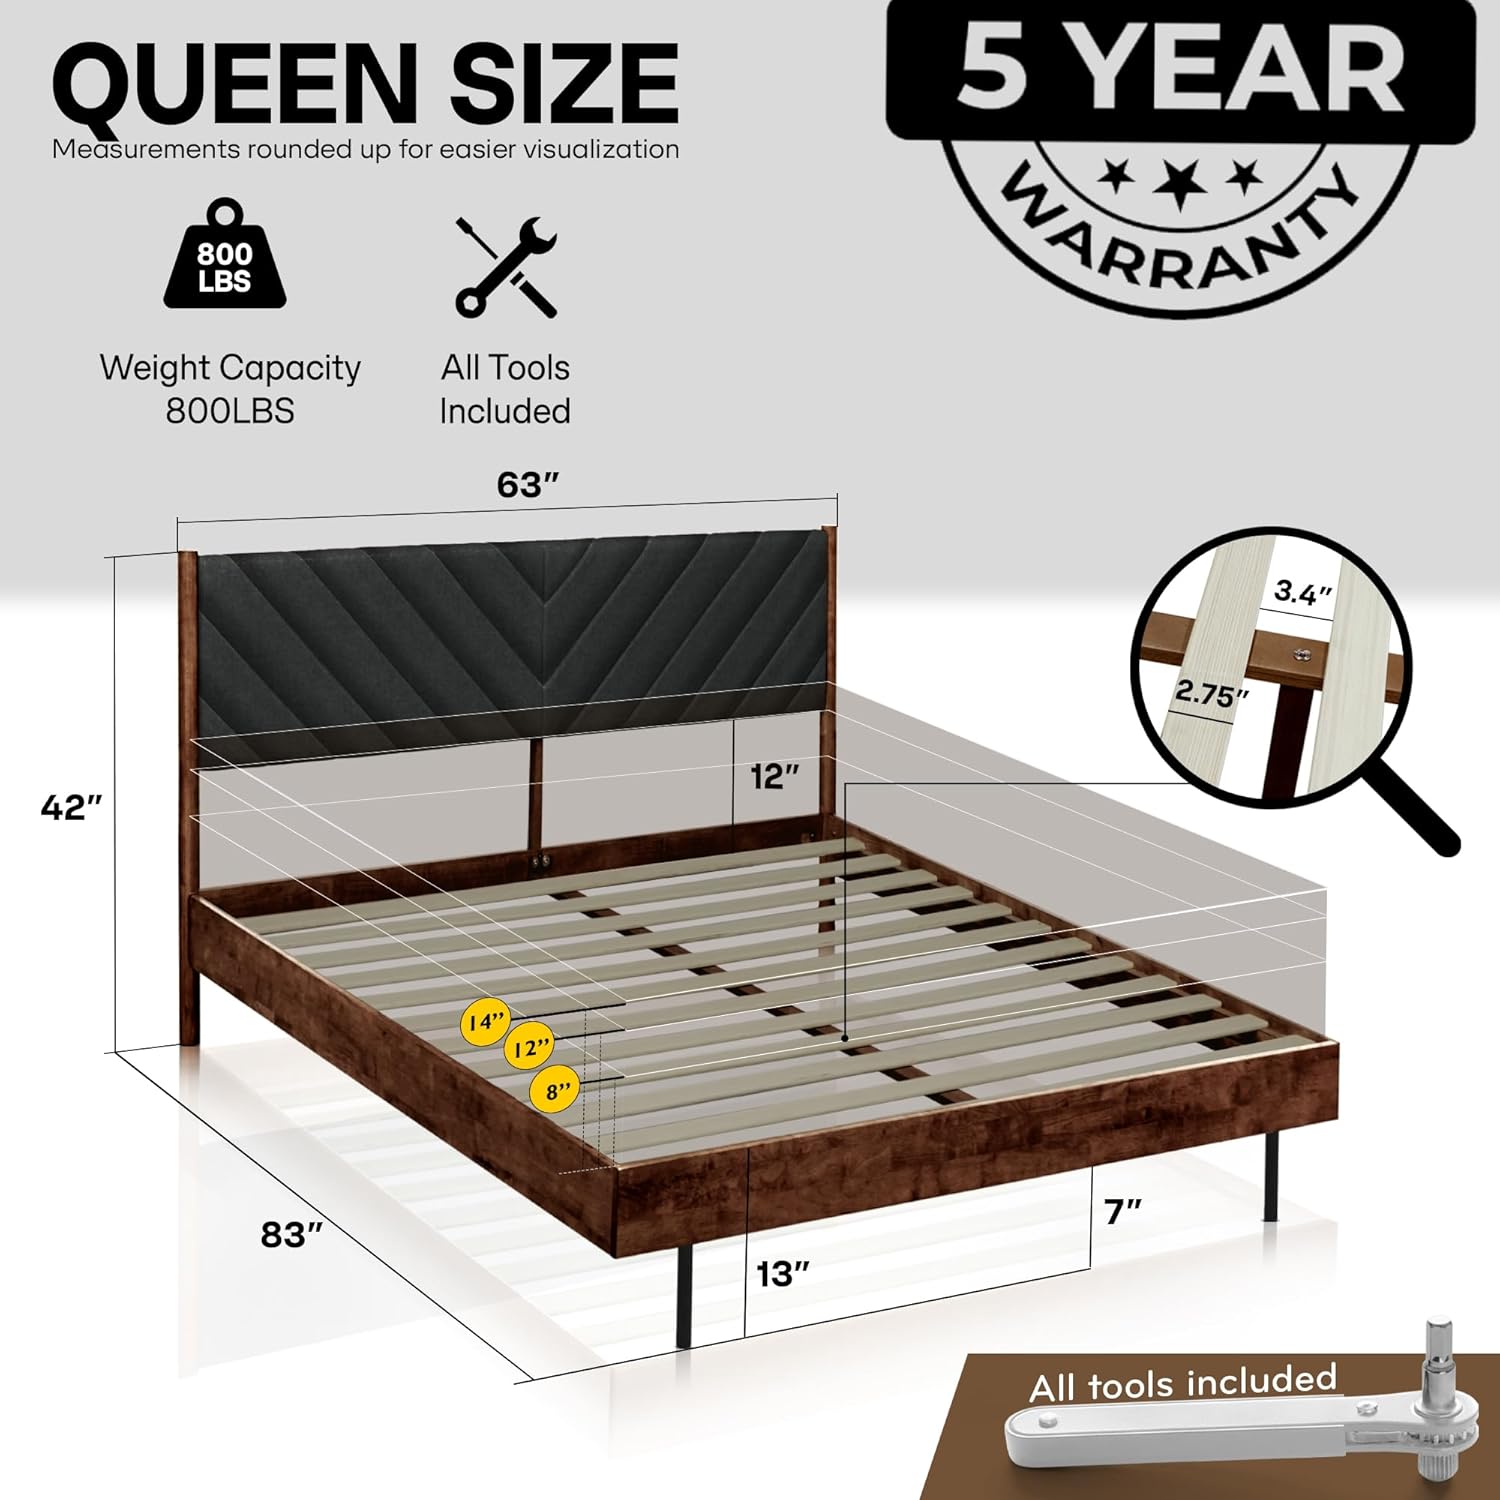 QUEEN SIZE
Measurements rounded up for easier visualization
5 YEAR
WARRANTY
800
LBS
Weight Capacity
800LBS
All Tools
Included
63”
42”
12”
3.4”
2.75”
14’’
12’’
8’’
83”
13”
7”
All tools included